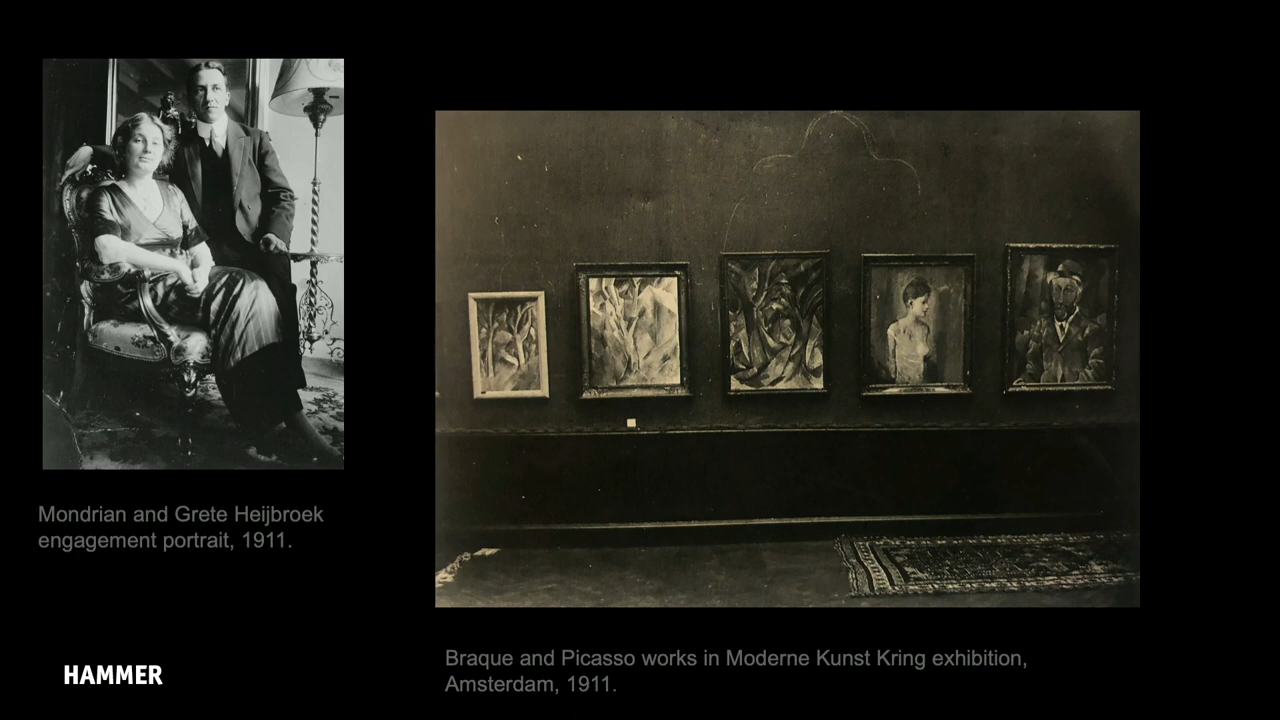 Mondrian and Grete Heijbroek
engagement portrait, 1911.
HAMMER
Braque and Picasso works in Moderne Kunst Kring exhibition,
Amsterdam, 1911.